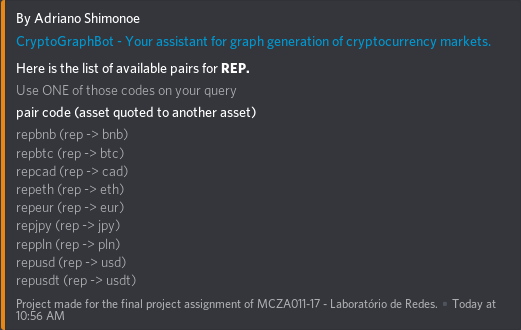 By Adriano Shimonoe
CryptoGraphBot - Your assistant for graph generation of cryptocurrency markets.
Here is the list of available pairs for REP.
Use ONE of those codes on your query
pair code (asset quoted to another asset)
repbnb (rep -> bnb)
repbtc (rep -> btc)
repcad (rep -> cad)
repeth (rep -> eth)
repeur (rep -> eur)
repjpy (rep -> jpy)
reppln (rep -> pln)
repusd (rep -> usd)
repusdt (rep -> usdt)
Project made for the final project assignment of MCZA011-17 - Laboratório de Redes. • Today at
10:56 AM